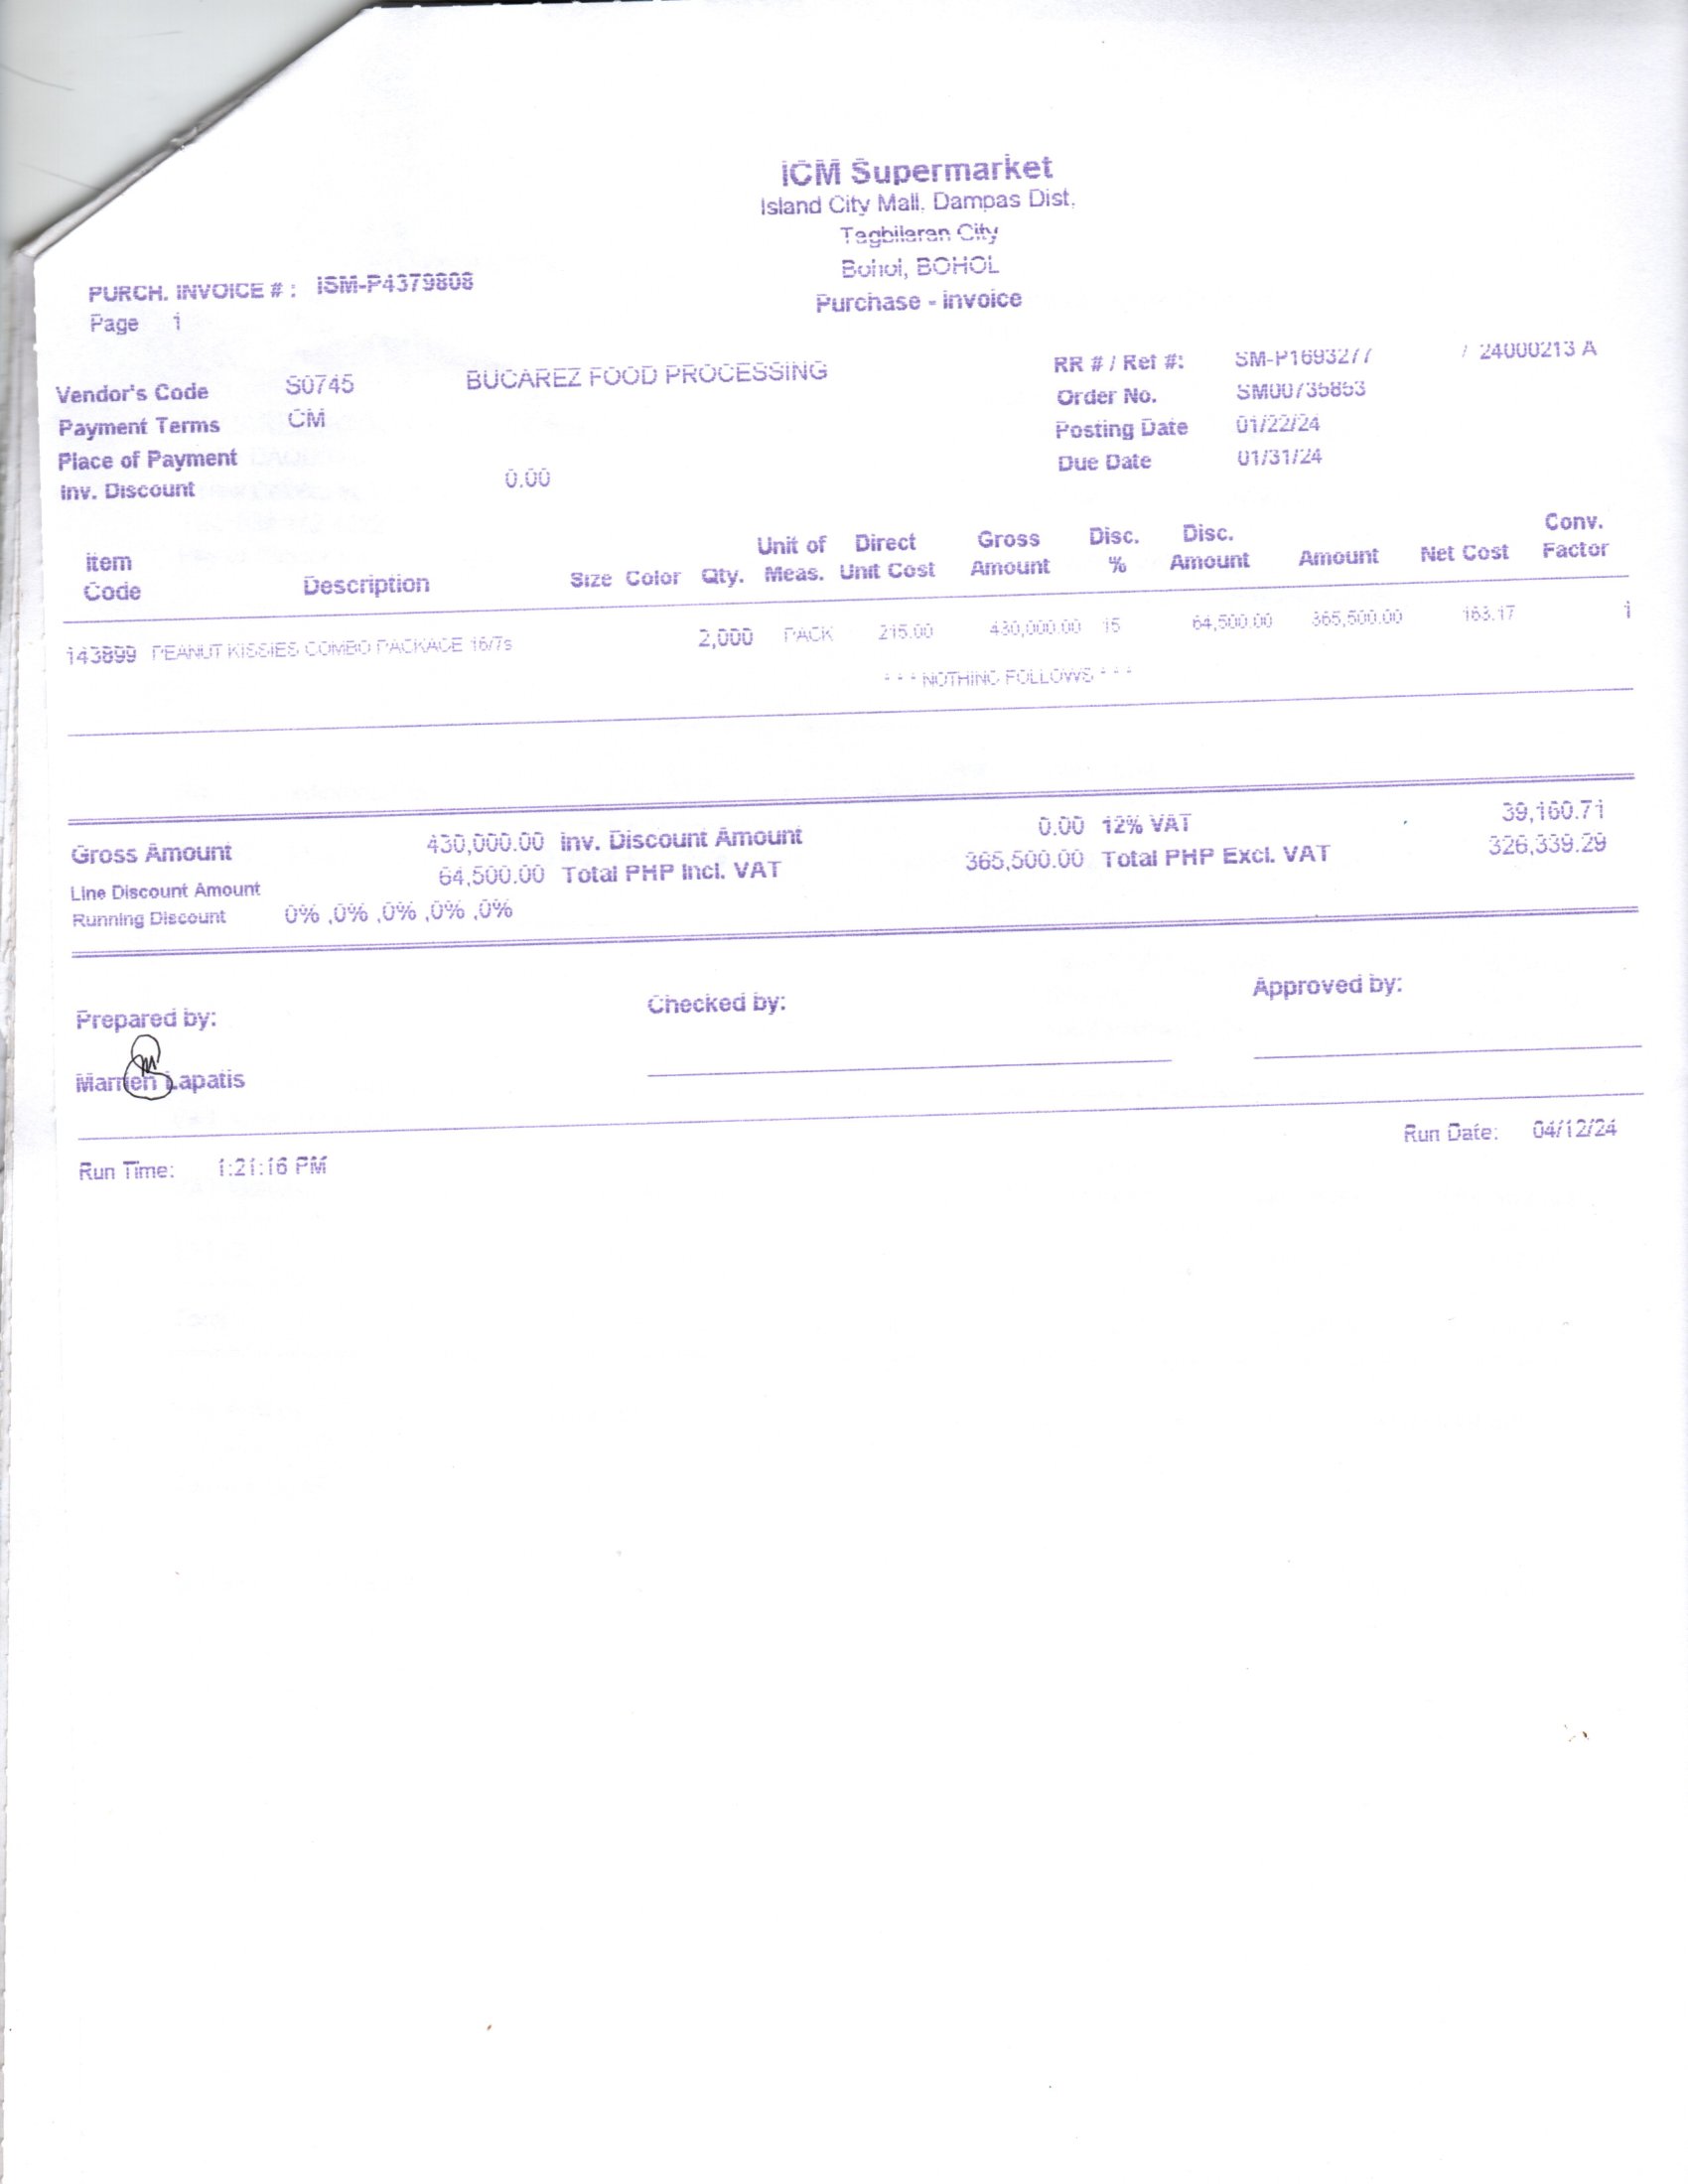 ICM Supermarket
Island City Mall, Dampas Dist.
Tagbilaran City
Bohol, BOHOL
Purchase - Invoice
PURCH. INVOICE # : ISM-P4379808
Page 1
Vendor's Code S0745 BUCAREZ FOOD PROCESSING
Payment Terms CM
Place of Payment
Inv. Discount 0.00
RR # / Ref #: SM-P1693277 / 24000213 A
Order No. SM00735853
Posting Date 01/22/24
Due Date 01/31/24
Item Code Description Size Color Qty. Unit of Meas. Direct Unit Cost Gross Amount Disc. % Disc. Amount Amount Net Cost Conv. Factor
143899 PEANUT KISSIES COMBO PACKAGE 16/7s 2,000 PACK 215.00 430,000.00 15 64,500.00 365,500.00 163.17 1
* * * NOTHING FOLLOWS * * *
Gross Amount 430,000.00 Inv. Discount Amount 0.00 12% VAT 39,160.71
Line Discount Amount 64,500.00 Total PHP Incl. VAT 365,500.00 Total PHP Excl. VAT 326,339.29
Running Discount 0% ,0% ,0% ,0% ,0%
Prepared by: Checked by: Approved by:
Lapatis
Run Time: 1:21:16 PM Run Date: 04/12/24